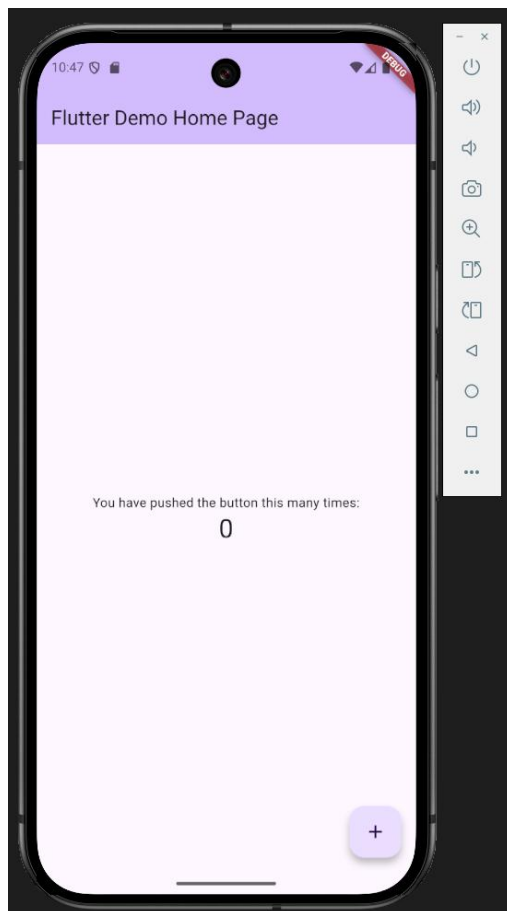 10:47
DEBUG
Flutter Demo Home Page
You have pushed the button this many times:
0
+